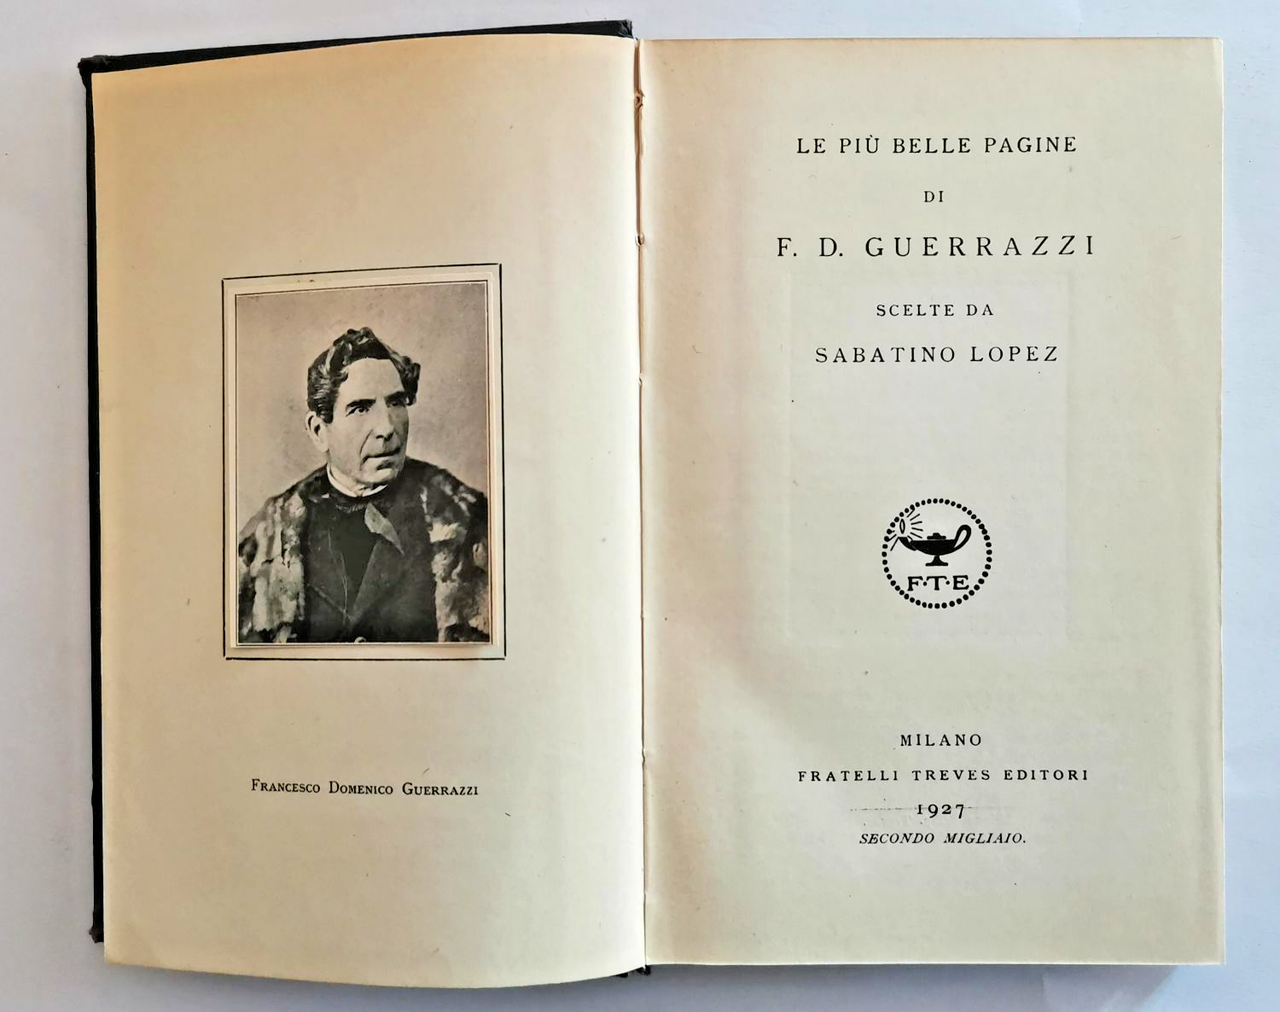 Francesco Domenico Guerrazzi
LE PIÙ BELLE PAGINE
DI
F. D. GUERRAZZI
SCELTE DA
SABATINO LOPEZ
F·T·E
MILANO
FRATELLI TREVES EDITORI
1927
SECONDO MIGLIAIO.